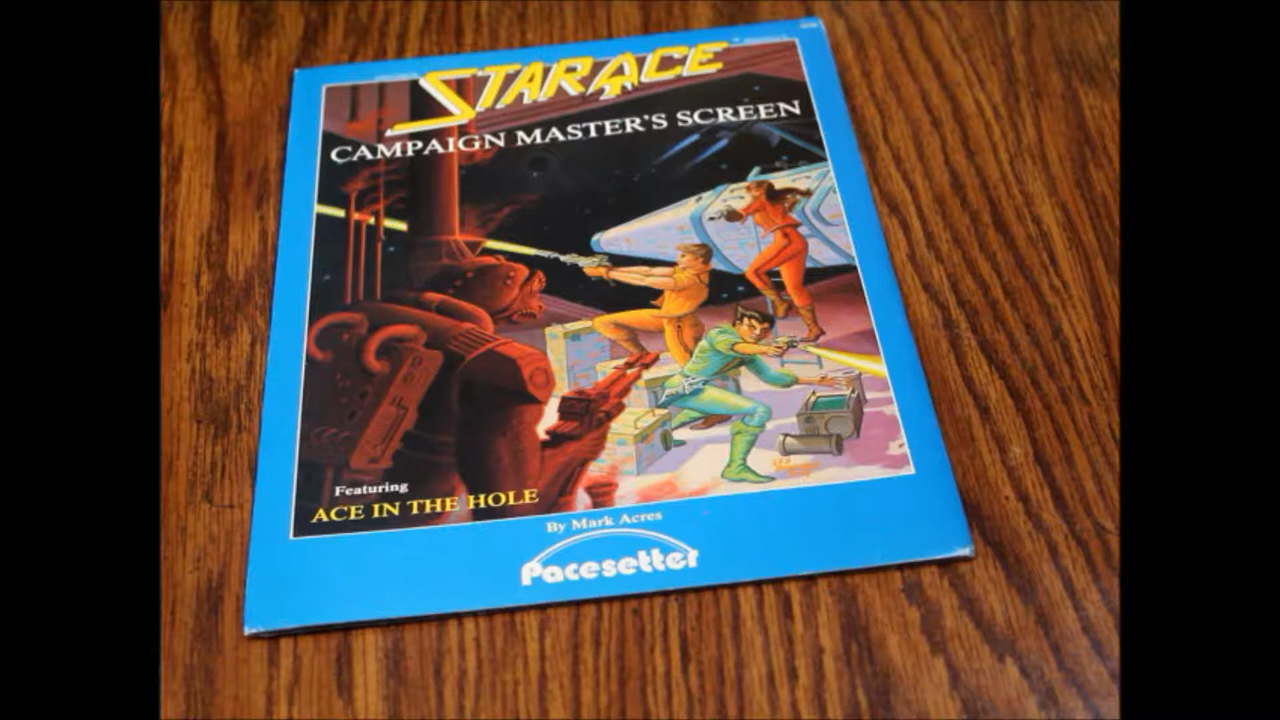 STAR ACE
CAMPAIGN MASTER'S SCREEN
Featuring
ACE IN THE HOLE
By Mark Acres
Pacesetter